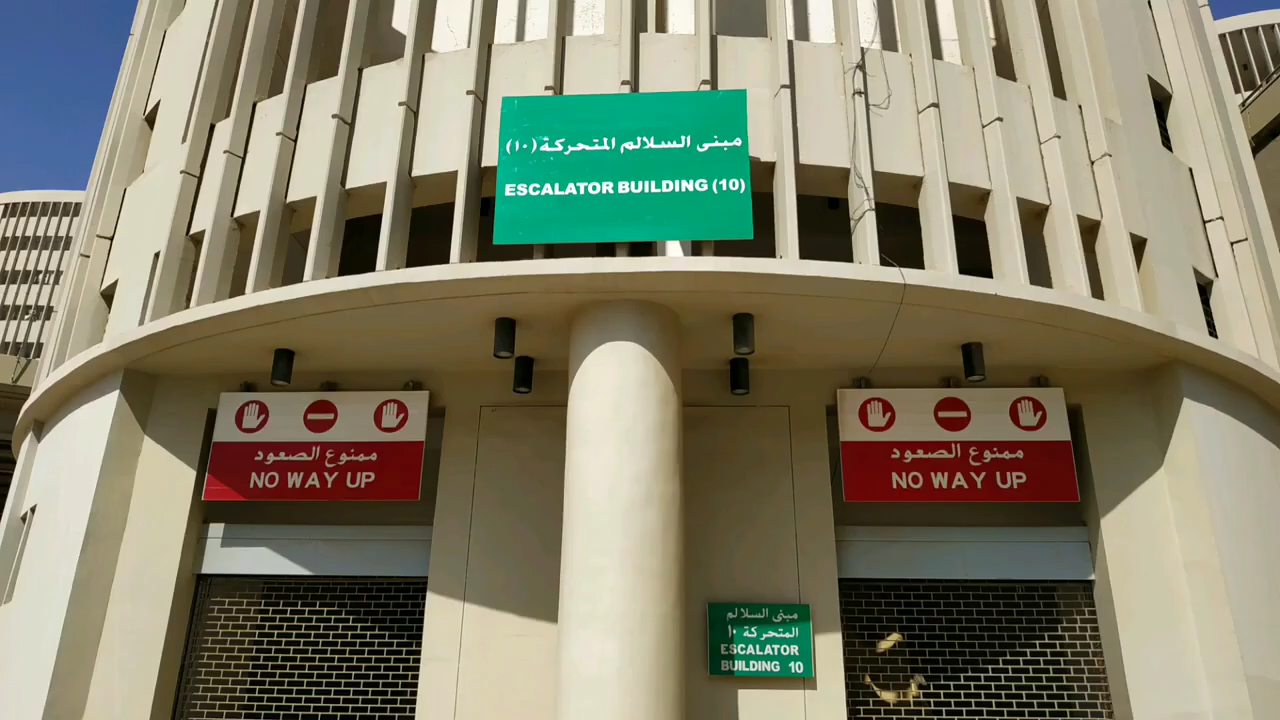 مبنى السلالم المتحركة (١٠)
ESCALATOR BUILDING (10)
ممنوع الصعود
NO WAY UP
ممنوع الصعود
NO WAY UP
مبنى السلالم
المتحركة ١٠
ESCALATOR
BUILDING 10